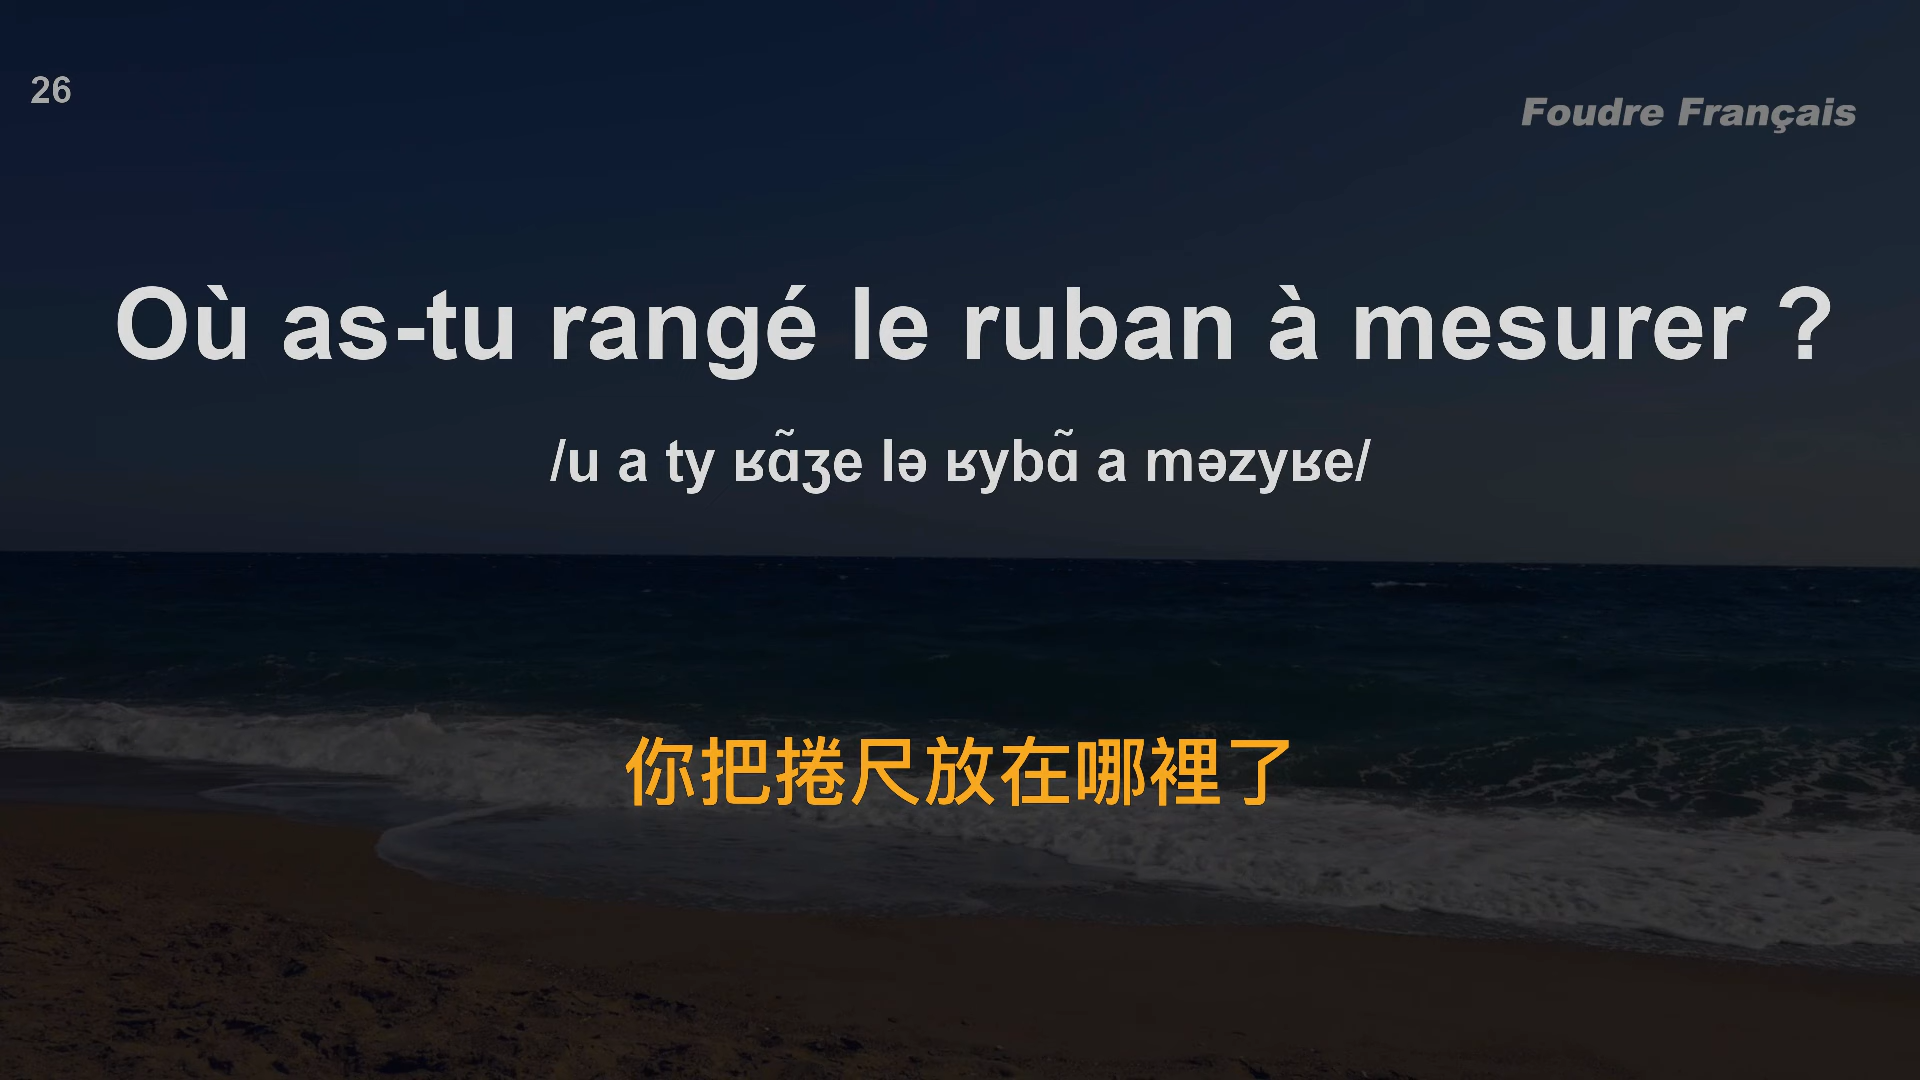 26
Foudre Français
Où as-tu rangé le ruban à mesurer ?
/u a ty ʁɑ̃ʒe lə ʁybɑ̃ a məzyʁe/
你把捲尺放在哪裡了